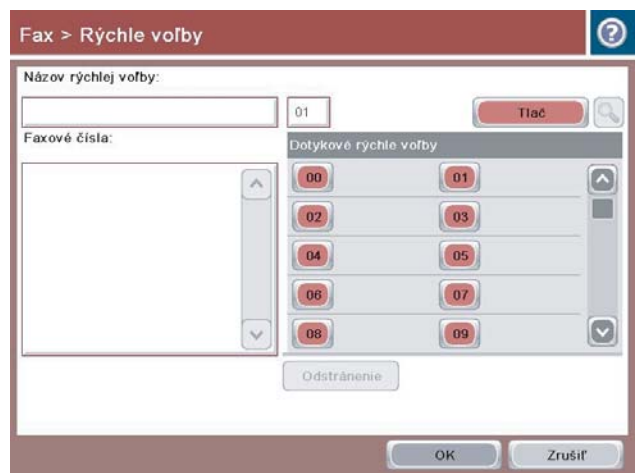 Fax > Rýchle voľby
Názov rýchlej voľby:
01
Tlač
Faxové čísla:
Dotykové rýchle voľby
00 01
02 03
04 05
06 07
08 09
Odstránenie
OK Zrušiť